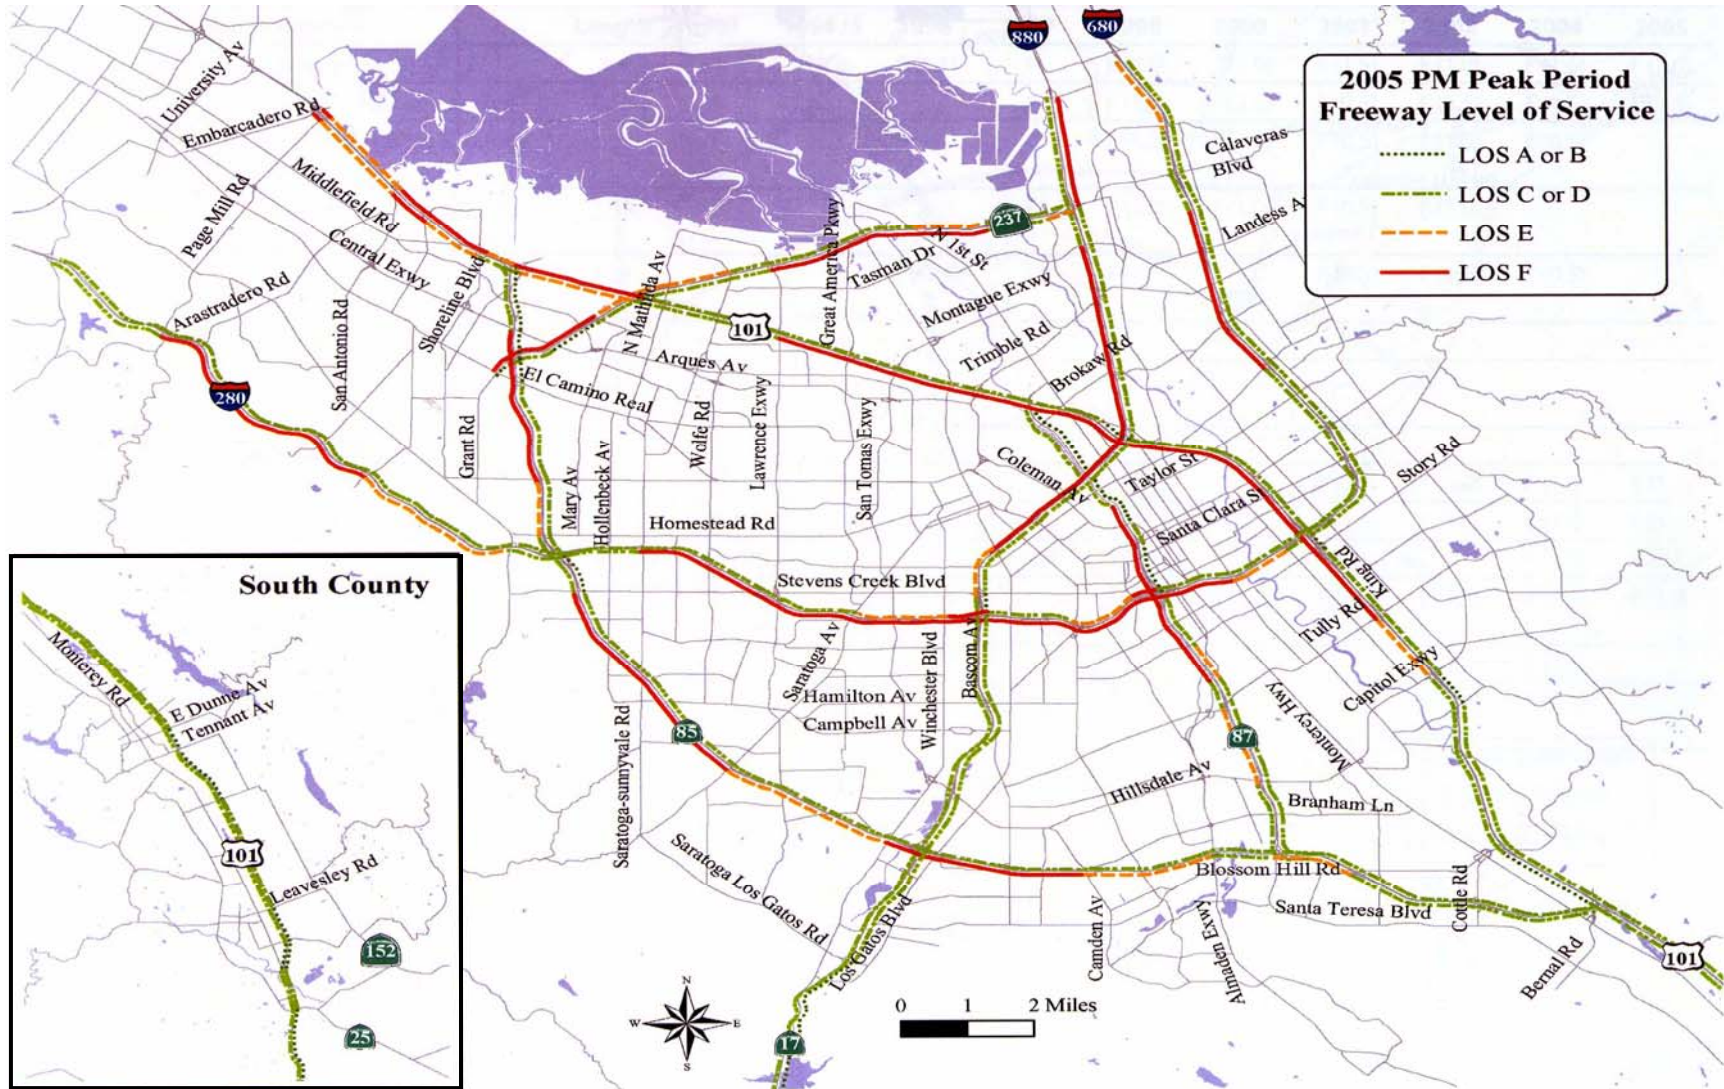 880
680
2005 PM Peak Period
Freeway Level of Service
LOS A or B
LOS C or D
LOS E
LOS F
University Av
Embarcadero Rd
Middlefield Rd
Page Mill Rd
Central Exwy
Arastradero Rd
Shoreline Blvd
San Antonio Rd
280
Grant Rd
El Camino Real
N Mathilda Av
Arques Av
101
Great America Pkwy
Tasman Dr
N 1st St
237
Montague Exwy
Trimble Rd
Brokaw Rd
Calaveras
Blvd
Landess A
Wolfe Rd
Lawrence Exwy
San Tomas Exwy
Mary Av
Hollenbeck Av
Homestead Rd
Coleman Av
Taylor St
Santa Clara S
Story Rd
King Rd
Tully Rd
Capitol Exwy
Stevens Creek Blvd
Saratoga Av
Hamilton Av
Campbell Av
Winchester Blvd
Bascom Av
Monterey Hwy
87
85
Saratoga-sunnyvale Rd
Hillsdale Av
Branham Ln
Blossom Hill Rd
Santa Teresa Blvd
Cottle Rd
Bernal Rd
101
Saratoga Los Gatos Rd
Los Gatos Blvd
Camden Av
Almaden Exwy
17
N
W
E
S
0 1 2 Miles
South County
Monterey Rd
E Dunne Av
Tennant Av
101
Leavesley Rd
152
25